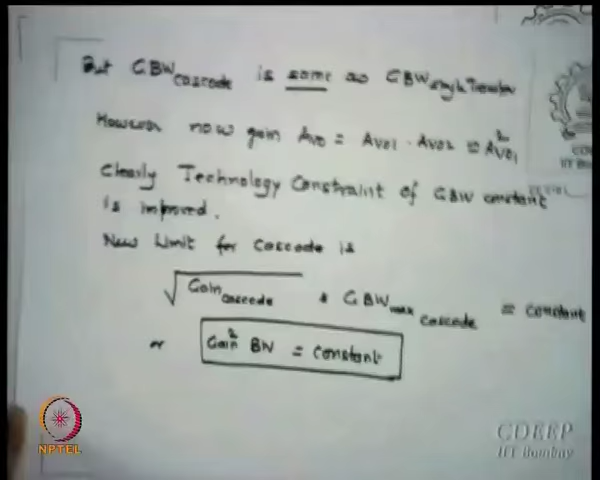 But GBW cascode is same as GBW single Transistor
However now gain Avo = Avo1 . Avo2 = Avo1²
Clearly Technology Constraint of GBW constant
is improved.
New Limit for Cascode is
√Gain cascode * GBW max cascode = constant
or Gain² BW = constant
NPTEL
CDEEP
IIT Bombay